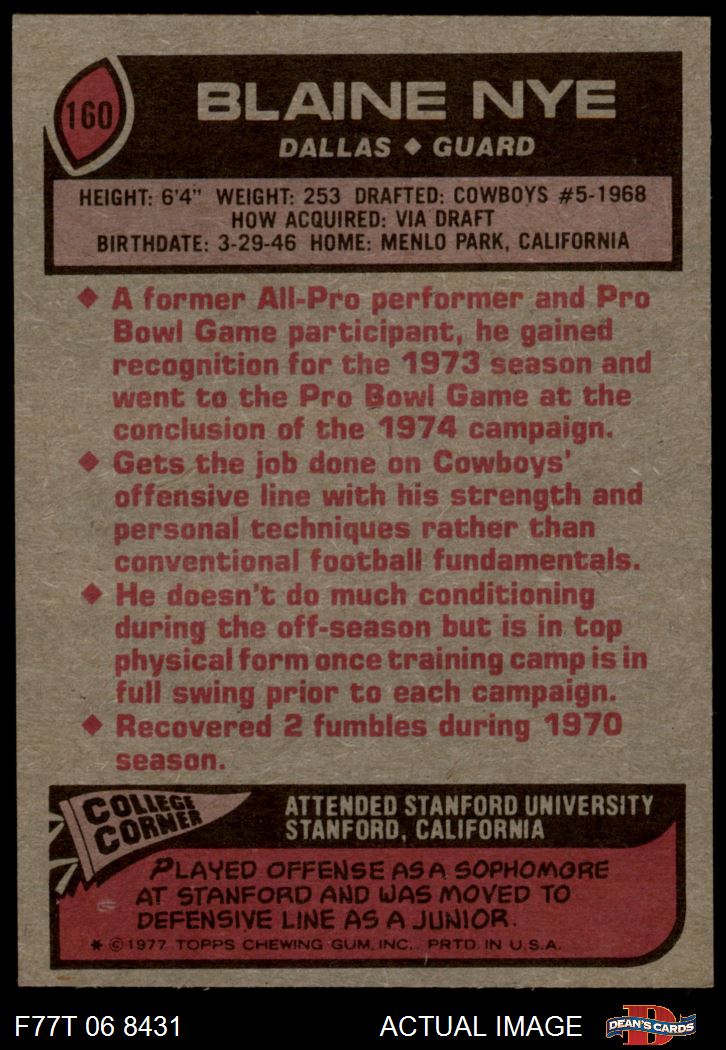 160
BLAINE NYE
DALLAS ◆ GUARD
HEIGHT: 6'4" WEIGHT: 253 DRAFTED: COWBOYS #5-1968
HOW ACQUIRED: VIA DRAFT
BIRTHDATE: 3-29-46 HOME: MENLO PARK, CALIFORNIA
◆ A former All-Pro performer and Pro
Bowl Game participant, he gained
recognition for the 1973 season and
went to the Pro Bowl Game at the
conclusion of the 1974 campaign.
◆ Gets the job done on Cowboys'
offensive line with his strength and
personal techniques rather than
conventional football fundamentals.
◆ He doesn't do much conditioning
during the off-season but is in top
physical form once training camp is in
full swing prior to each campaign.
◆ Recovered 2 fumbles during 1970
season.
COLLEGE
CORNER
ATTENDED STANFORD UNIVERSITY
STANFORD, CALIFORNIA
PLAYED OFFENSE AS A SOPHOMORE
AT STANFORD AND WAS MOVED TO
DEFENSIVE LINE AS A JUNIOR.
* © 1977 TOPPS CHEWING GUM, INC. PRTD. IN U.S.A.
F77T 06 8431
ACTUAL IMAGE
D
DEAN'S CARDS